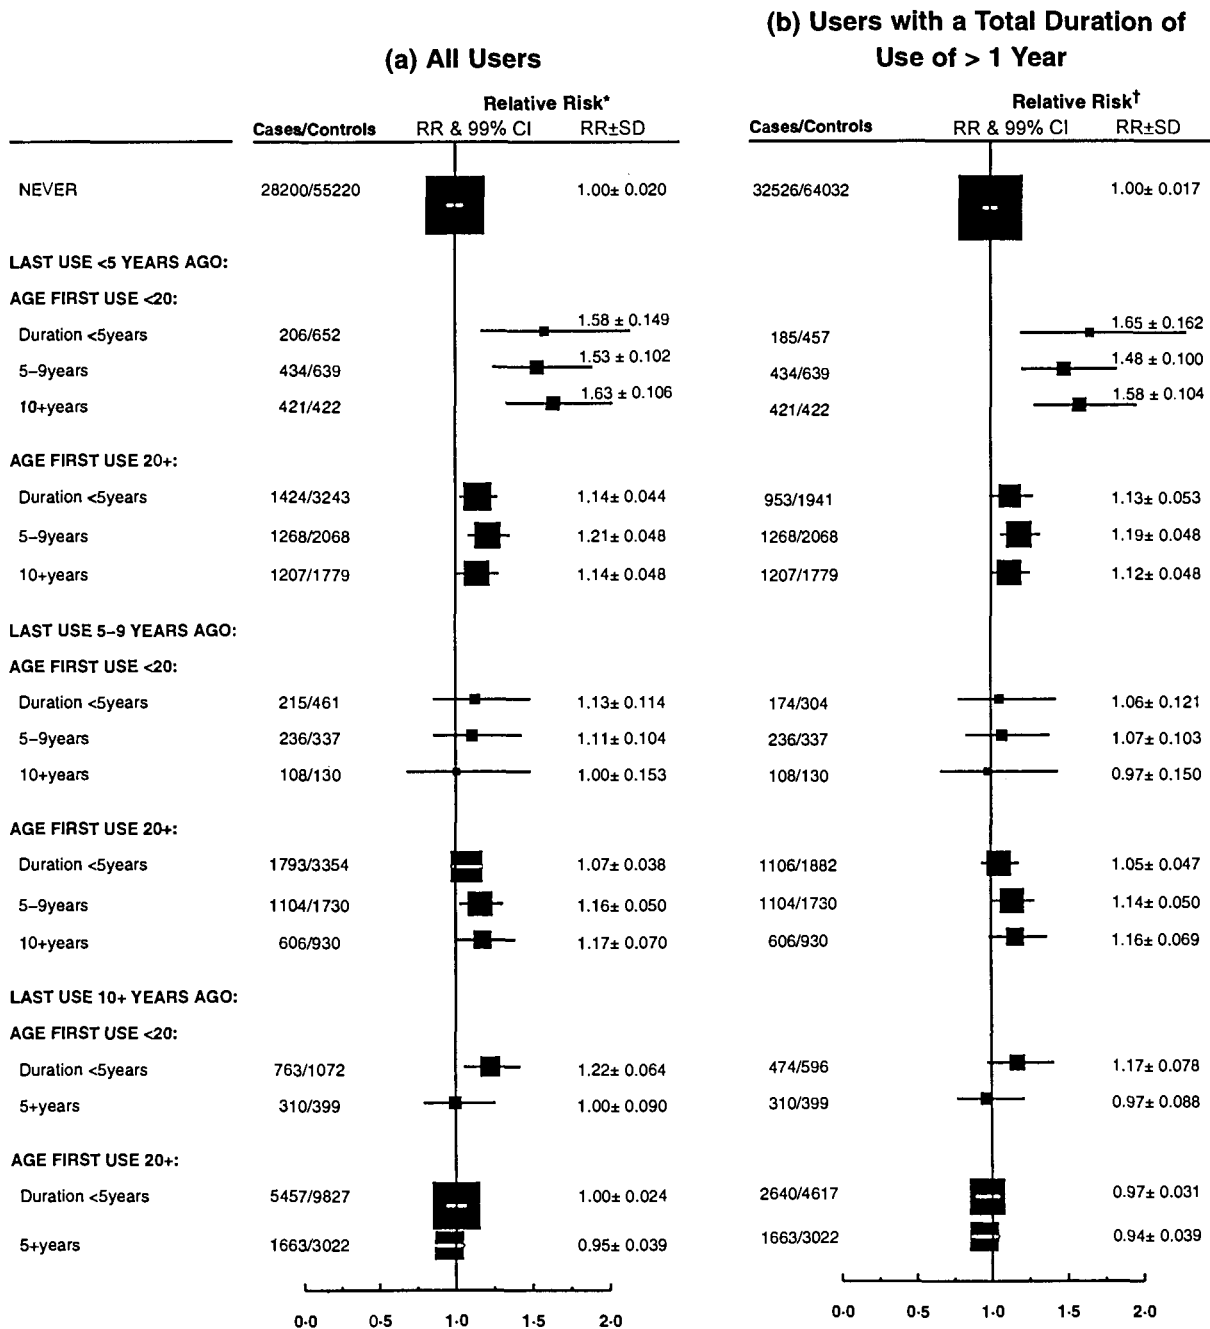 (a) All Users
(b) Users with a Total Duration of
Use of > 1 Year
Relative Risk* Relative Risk†
Cases/Controls RR & 99% CI RR±SD Cases/Controls RR & 99% CI RR±SD
NEVER 28200/55220 1.00± 0.020 32526/64032 1.00± 0.017
LAST USE <5 YEARS AGO:
AGE FIRST USE <20:
Duration <5years 206/652 1.58 ± 0.149 185/457 1.65 ± 0.162
5–9years 434/639 1.53 ± 0.102 434/639 1.48 ± 0.100
10+years 421/422 1.63 ± 0.106 421/422 1.58 ± 0.104
AGE FIRST USE 20+:
Duration <5years 1424/3243 1.14± 0.044 953/1941 1.13± 0.053
5–9years 1268/2068 1.21± 0.048 1268/2068 1.19± 0.048
10+years 1207/1779 1.14± 0.048 1207/1779 1.12± 0.048
LAST USE 5–9 YEARS AGO:
AGE FIRST USE <20:
Duration <5years 215/461 1.13± 0.114 174/304 1.06± 0.121
5–9years 236/337 1.11± 0.104 236/337 1.07± 0.103
10+years 108/130 1.00± 0.153 108/130 0.97± 0.150
AGE FIRST USE 20+:
Duration <5years 1793/3354 1.07± 0.038 1106/1882 1.05± 0.047
5–9years 1104/1730 1.16± 0.050 1104/1730 1.14± 0.050
10+years 606/930 1.17± 0.070 606/930 1.16± 0.069
LAST USE 10+ YEARS AGO:
AGE FIRST USE <20:
Duration <5years 763/1072 1.22± 0.064 474/596 1.17± 0.078
5+years 310/399 1.00± 0.090 310/399 0.97± 0.088
AGE FIRST USE 20+:
Duration <5years 5457/9827 1.00± 0.024 2640/4617 0.97± 0.031
5+years 1663/3022 0.95± 0.039 1663/3022 0.94± 0.039
0·0 0·5 1·0 1·5 2·0 0·0 0·5 1·0 1·5 2·0